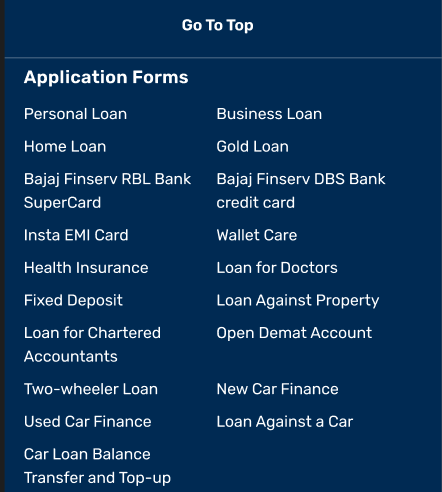 Go To Top
Application Forms
Personal Loan
Business Loan
Home Loan
Gold Loan
Bajaj Finserv RBL Bank
SuperCard
Bajaj Finserv DBS Bank
credit card
Insta EMI Card
Wallet Care
Health Insurance
Loan for Doctors
Fixed Deposit
Loan Against Property
Loan for Chartered
Accountants
Open Demat Account
Two-wheeler Loan
New Car Finance
Used Car Finance
Loan Against a Car
Car Loan Balance
Transfer and Top-up